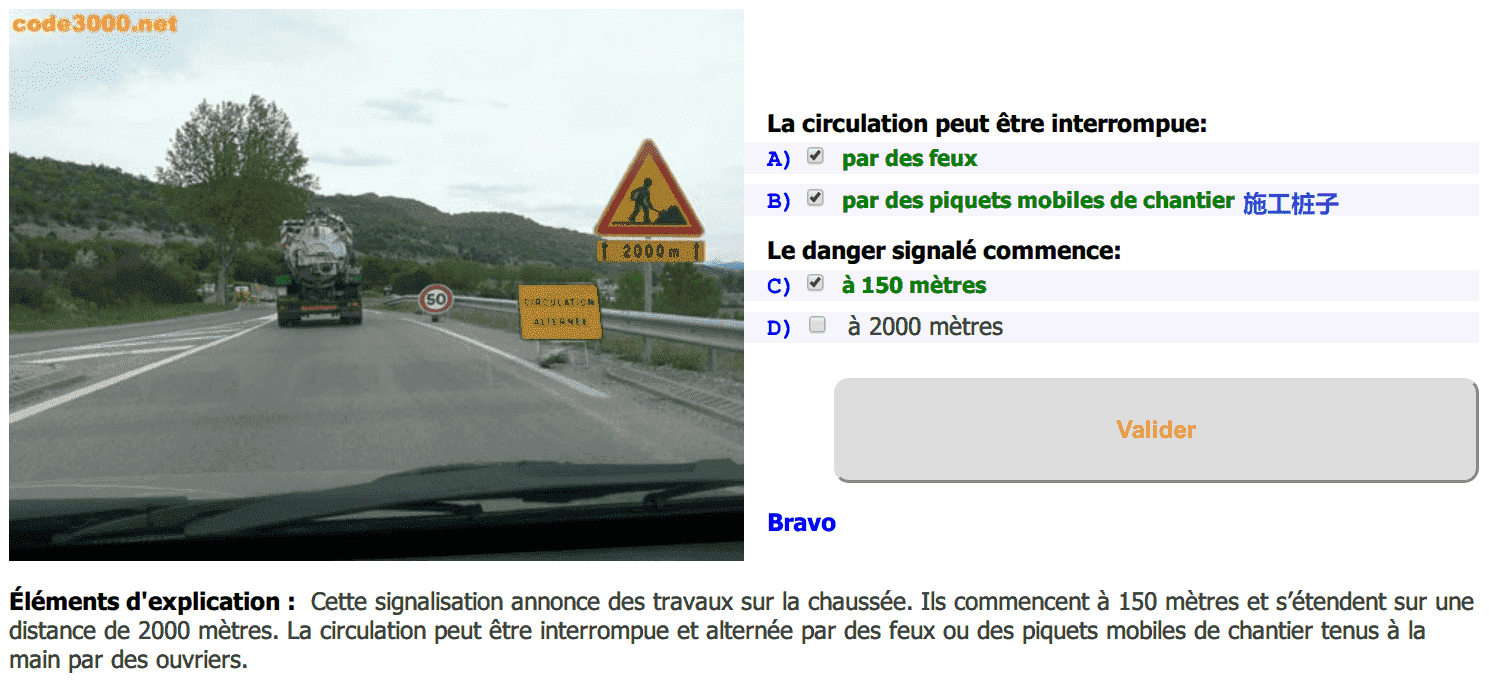 code3000.net
2000m
50
CIRCULATION
ALTERNÉE
La circulation peut être interrompue:
A) par des feux
B) par des piquets mobiles de chantier 施工桩子
Le danger signalé commence:
C) à 150 mètres
D) à 2000 mètres
Valider
Bravo
Éléments d'explication : Cette signalisation annonce des travaux sur la chaussée. Ils commencent à 150 mètres et s’étendent sur une
distance de 2000 mètres. La circulation peut être interrompue et alternée par des feux ou des piquets mobiles de chantier tenus à la
main par des ouvriers.